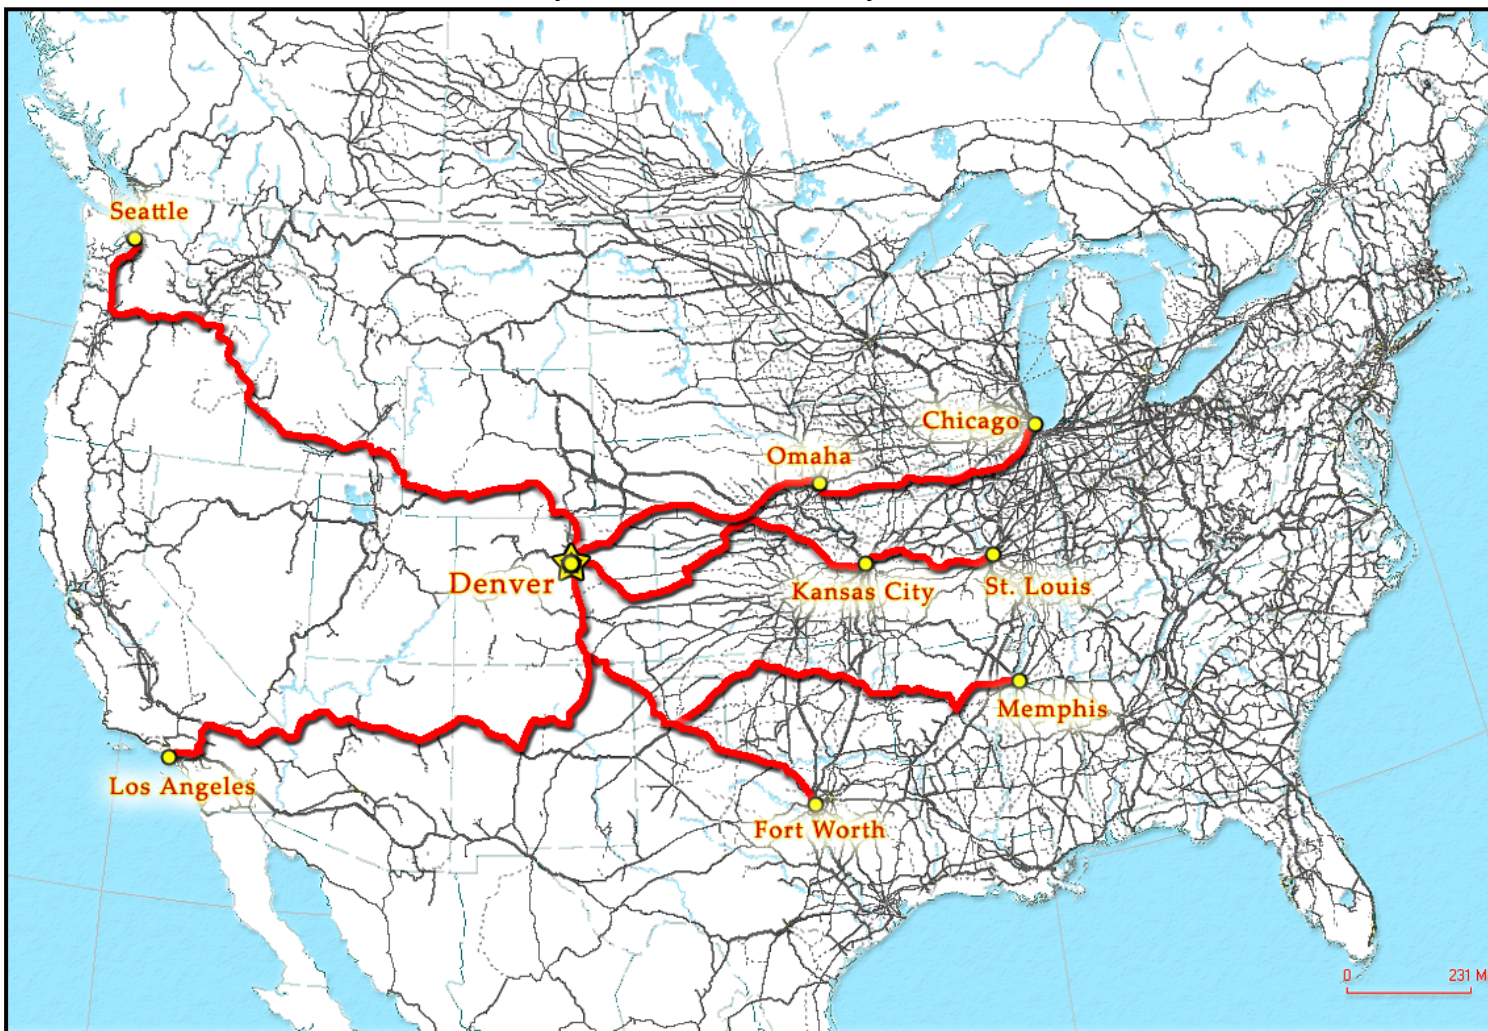 Seattle
Chicago
Omaha
Denver
Kansas City
St. Louis
Memphis
Los Angeles
Fort Worth
0 231 M